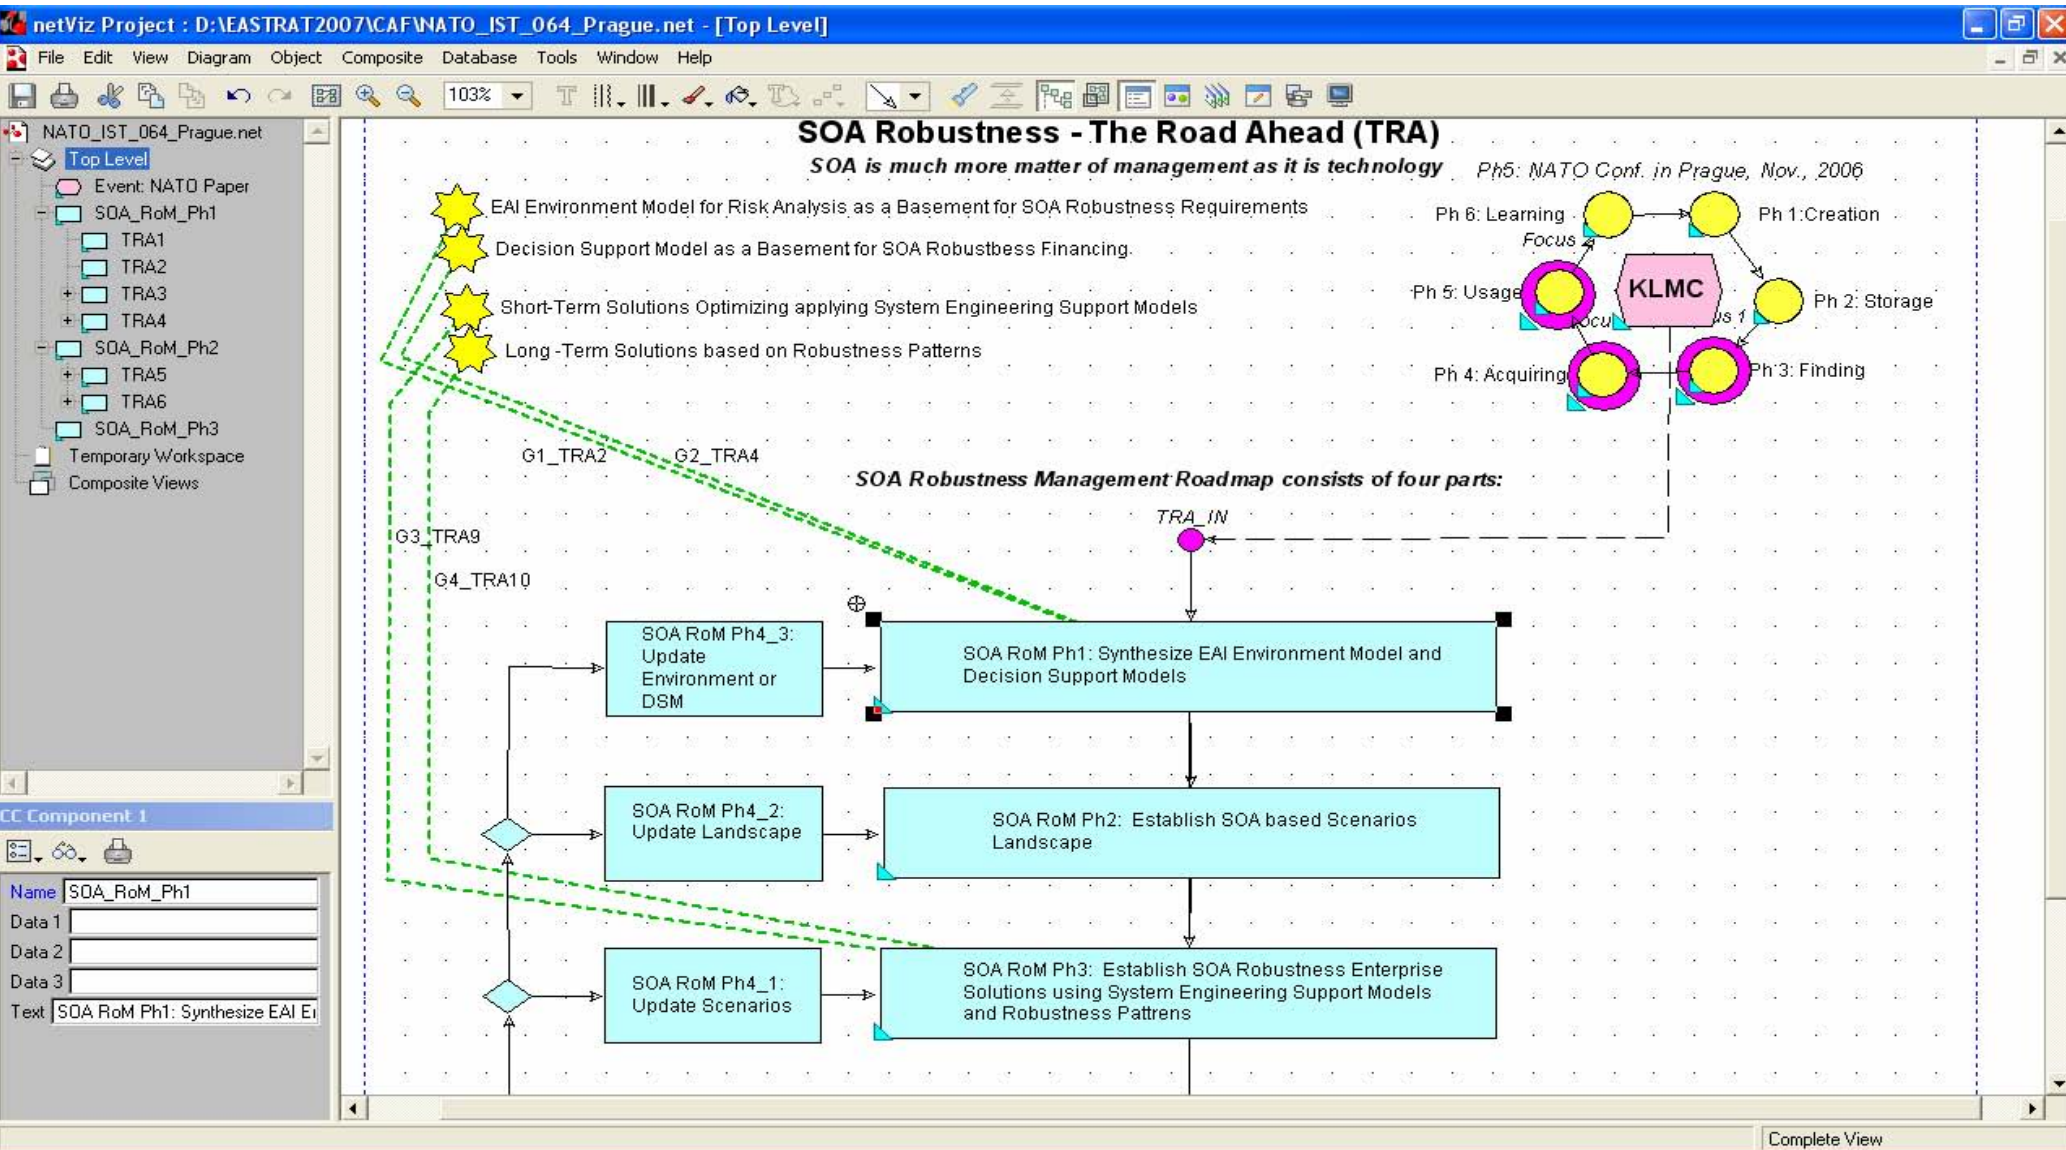 netViz Project : D:\EASTRAT2007\CAF\NATO_IST_064_Prague.net - [Top Level]
File Edit View Diagram Object Composite Database Tools Window Help
103%
NATO_IST_064_Prague.net
Top Level
Event: NATO Paper
SOA_RoM_Ph1
TRA1
TRA2
TRA3
TRA4
SOA_RoM_Ph2
TRA5
TRA6
SOA_RoM_Ph3
Temporary Workspace
Composite Views
CC Component 1
Name SOA_RoM_Ph1
Data 1
Data 2
Data 3
Text SOA RoM Ph1: Synthesize EAI
SOA Robustness - The Road Ahead (TRA)
SOA is much more matter of management as it is technology
EAI Environment Model for Risk Analysis as a Basement for SOA Robustness Requirements
Decision Support Model as a Basement for SOA Robustbess Financing.
Short-Term Solutions Optimizing applying System Engineering Support Models
Long -Term Solutions based on Robustness Patterns
Ph5: NATO Conf. in Prague, Nov., 2006
Ph 6: Learning
Ph 1:Creation
Focus
Ph 5: Usage
KLMC
Ph 2: Storage
Ph 4: Acquiring
Ph 3: Finding
G1_TRA2
G2_TRA4
SOA Robustness Management Roadmap consists of four parts:
TRA_IN
G3_TRA9
G4_TRA10
SOA RoM Ph4_3:
Update
Environment or
DSM
SOA RoM Ph1: Synthesize EAI Environment Model and
Decision Support Models
SOA RoM Ph4_2:
Update Landscape
SOA RoM Ph2: Establish SOA based Scenarios
Landscape
SOA RoM Ph4_1:
Update Scenarios
SOA RoM Ph3: Establish SOA Robustness Enterprise
Solutions using System Engineering Support Models
and Robustness Pattrens
Complete View